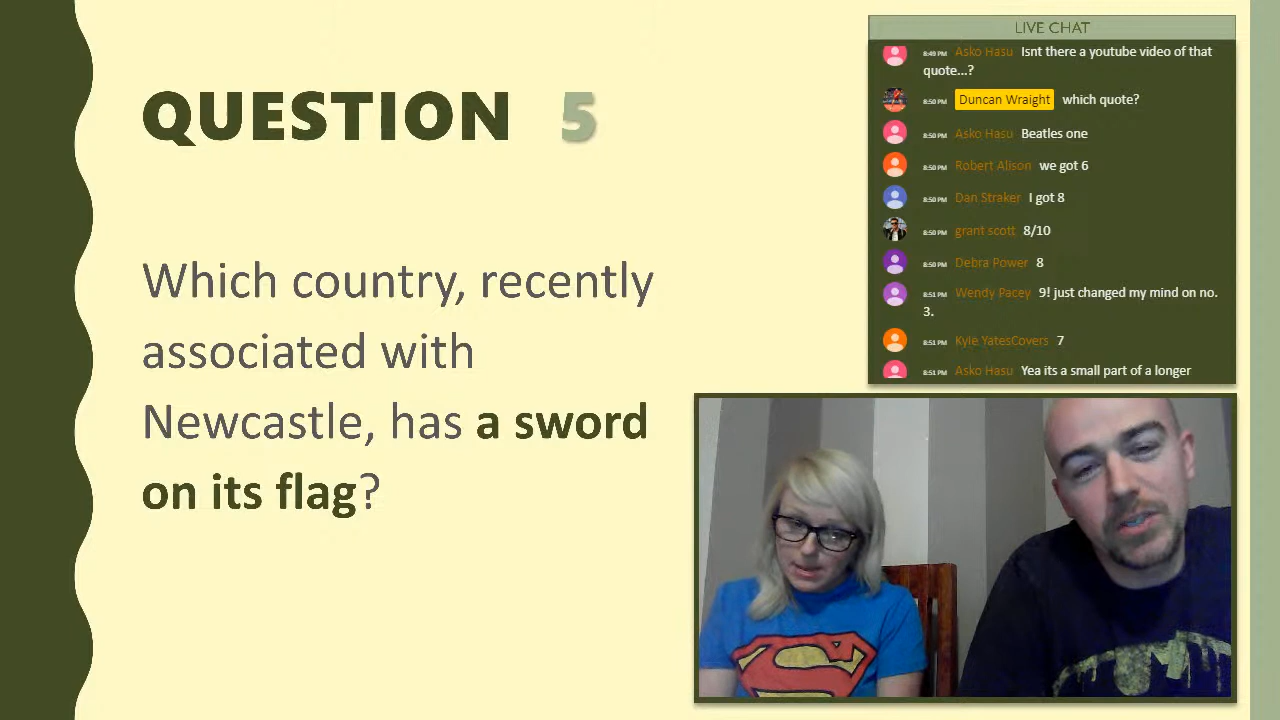 QUESTION 5
Which country, recently
associated with
Newcastle, has a sword
on its flag?
LIVE CHAT
8:49 PM Asko Hasu Isnt there a youtube video of that
quote...?
8:50 PM Duncan Wraight which quote?
8:50 PM Asko Hasu Beatles one
8:50 PM Robert Alison we got 6
8:50 PM Dan Straker I got 8
8:50 PM grant scott 8/10
8:50 PM Debra Power 8
8:51 PM Wendy Pacey 9! just changed my mind on no.
3.
8:51 PM Kyle YatesCovers 7
8:51 PM Asko Hasu Yea its a small part of a longer